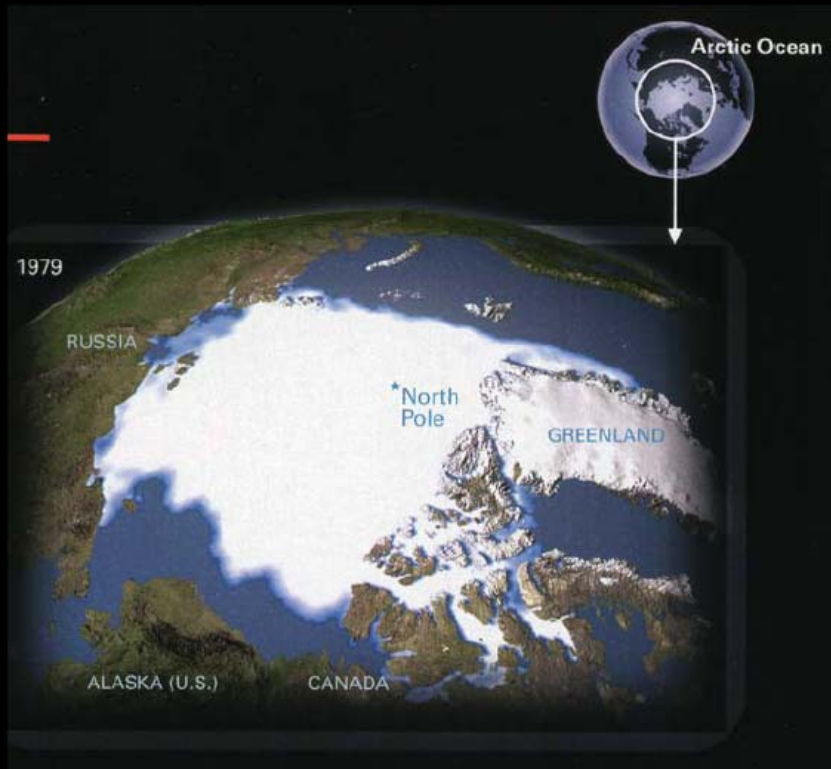 Arctic Ocean
1979
RUSSIA
*North
Pole
GREENLAND
ALASKA (U.S.)
CANADA